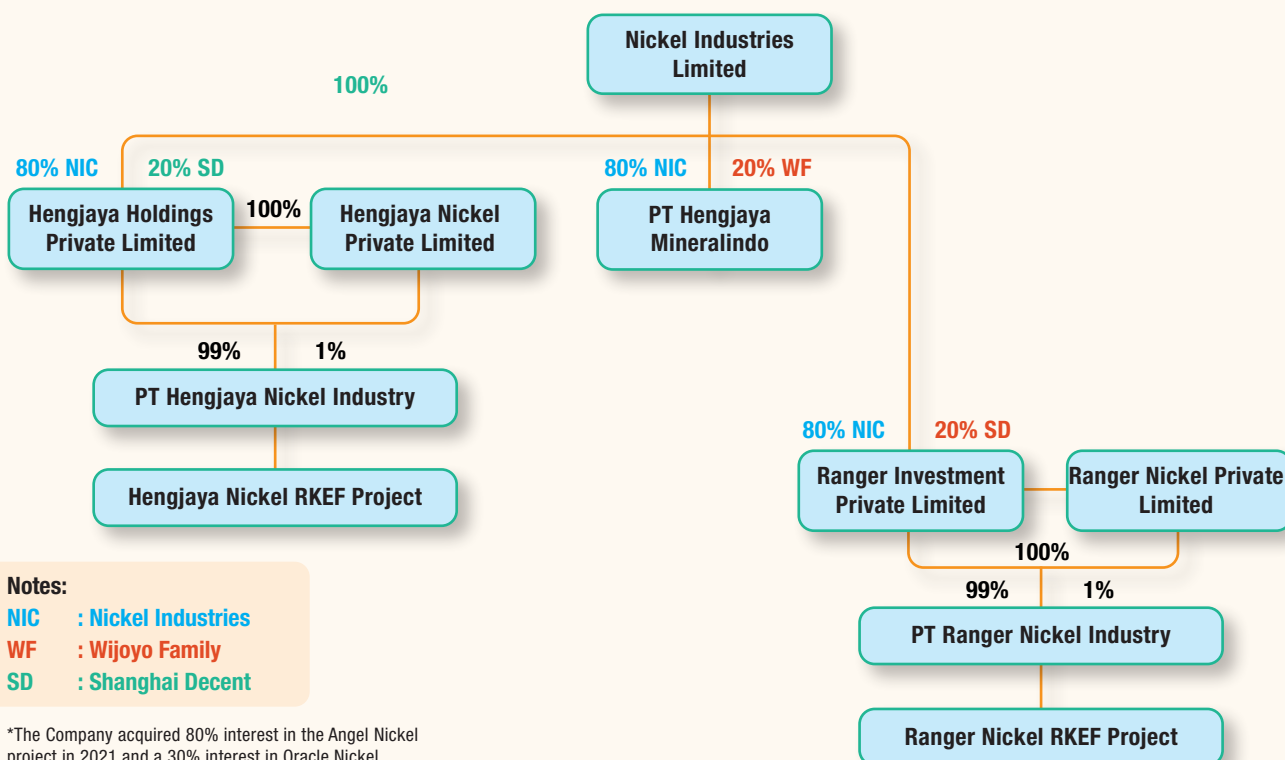 Nickel Industries
Limited
100%
80% NIC 20% SD
80% NIC 20% WF
Hengjaya Holdings
Private Limited
100%
Hengjaya Nickel
Private Limited
PT Hengjaya
Mineralindo
99% 1%
PT Hengjaya Nickel Industry
Hengjaya Nickel RKEF Project
80% NIC 20% SD
Ranger Investment
Private Limited
Ranger Nickel Private
Limited
100%
99% 1%
PT Ranger Nickel Industry
Ranger Nickel RKEF Project
Notes:
NIC : Nickel Industries
WF : Wijoyo Family
SD : Shanghai Decent
*The Company acquired 80% interest in the Angel Nickel
project in 2021 and a 30% interest in Oracle Nickel